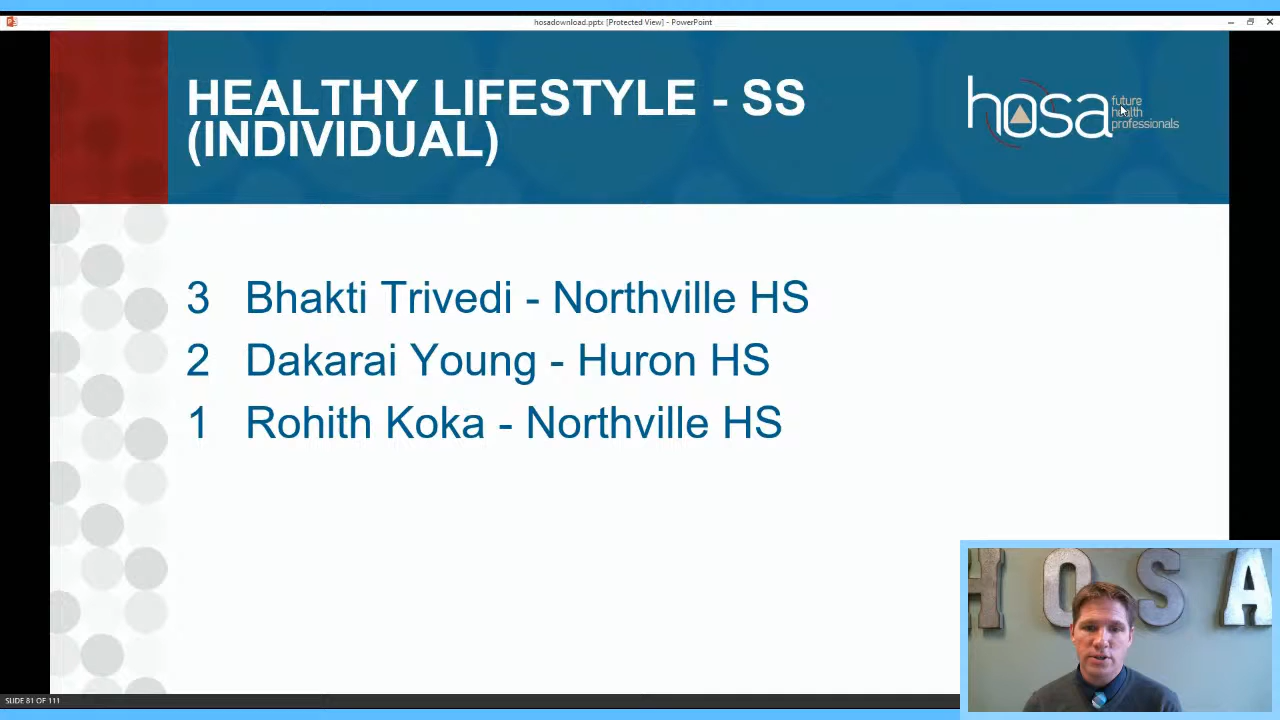 hosadownload.pptx [Protected View] - PowerPoint
HEALTHY LIFESTYLE - SS
(INDIVIDUAL)
hosa
future
health
professionals
3 Bhakti Trivedi - Northville HS
2 Dakarai Young - Huron HS
1 Rohith Koka - Northville HS
HOSA
SLIDE 81 OF 111